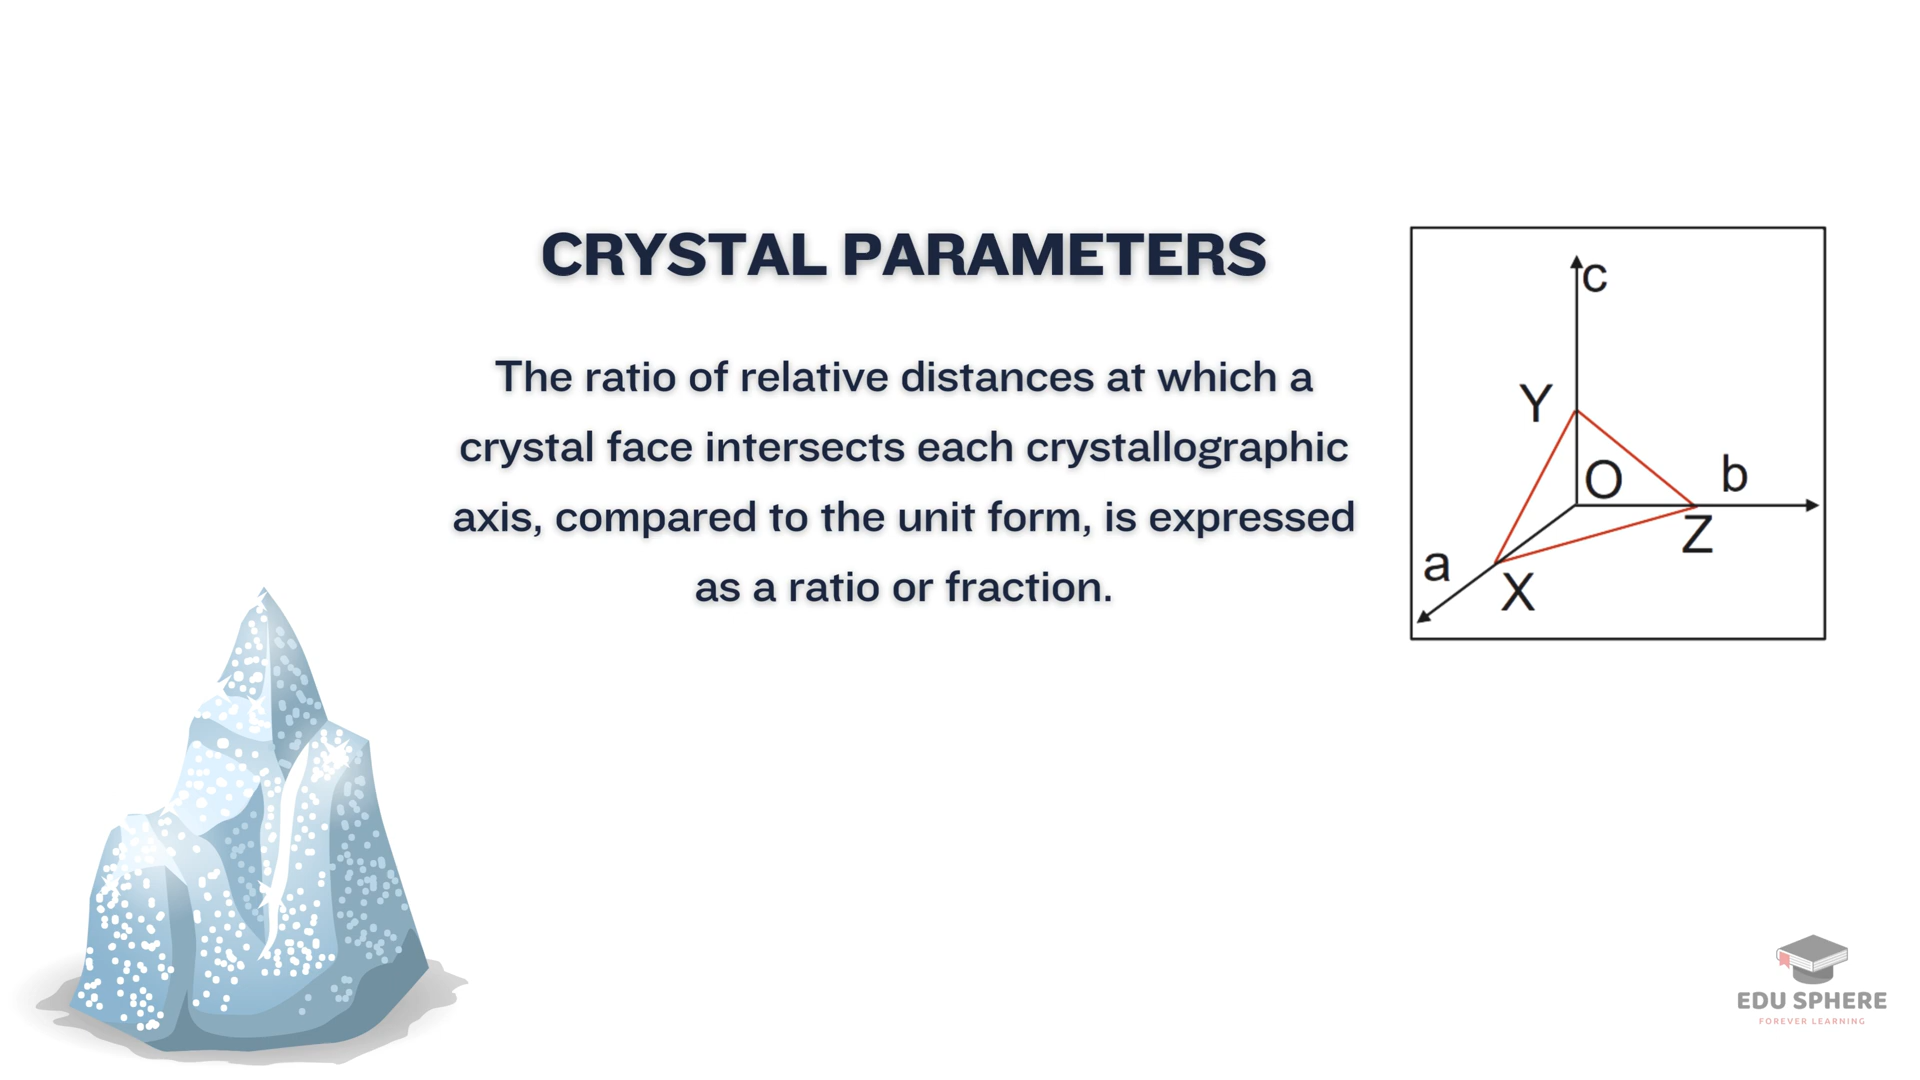 CRYSTAL PARAMETERS
The ratio of relative distances at which a
crystal face intersects each crystallographic
axis, compared to the unit form, is expressed
as a ratio or fraction.
c
Y
O
b
Z
a
X
EDU SPHERE
FOREVER LEARNING